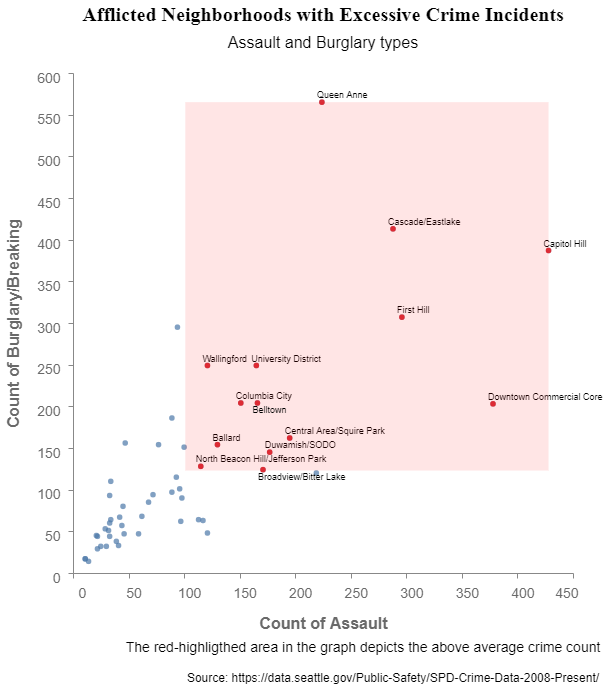 Afflicted Neighborhoods with Excessive Crime Incidents
Assault and Burglary types
Count of Burglary/Breaking
600
550
500
450
400
350
300
250
200
150
100
50
0
Queen Anne
Cascade/Eastlake
Capitol Hill
First Hill
Wallingford
University District
Columbia City
Belltown
Downtown Commercial Core
Central Area/Squire Park
Ballard
Duwamish/SODO
North Beacon Hill/Jefferson Park
Broadview/Bitter Lake
0
50
100
150
200
250
300
350
400
450
Count of Assault
The red-highligthed area in the graph depicts the above average crime count
Source: https://data.seattle.gov/Public-Safety/SPD-Crime-Data-2008-Present/